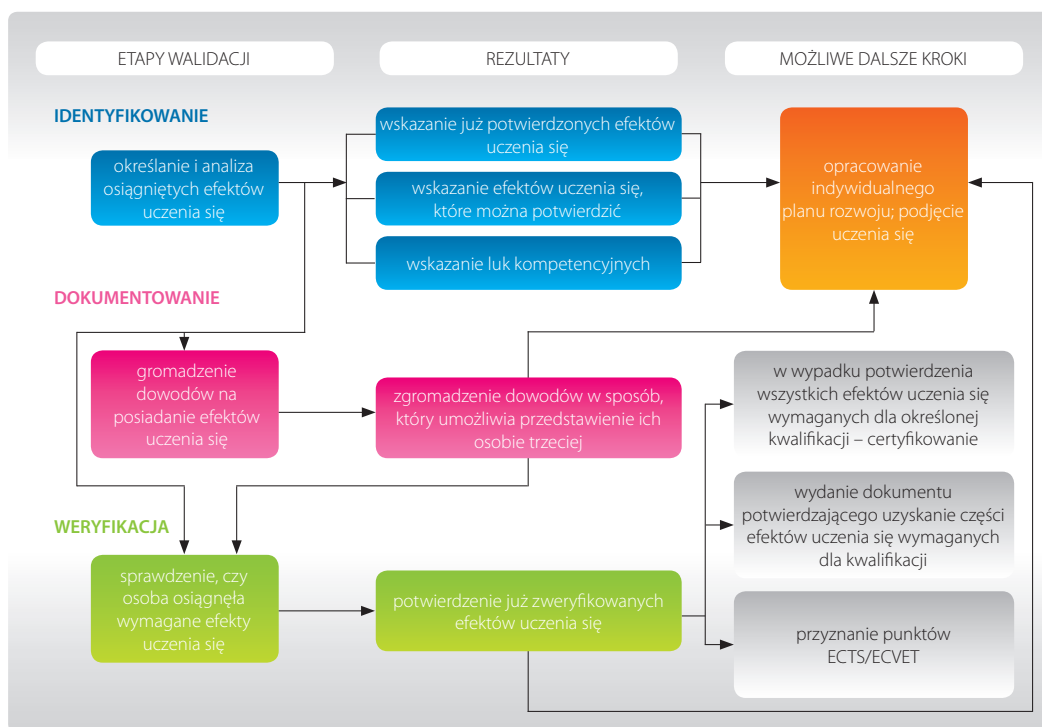 ETAPY WALIDACJI
REZULTATY
MOŻLIWE DALSZE KROKI
IDENTYFIKOWANIE
określanie i analiza
osiągniętych efektów
uczenia się
wskazanie już potwierdzonych efektów
uczenia się
wskazanie efektów uczenia się,
które można potwierdzić
wskazanie luk kompetencyjnych
opracowanie
indywidualnego
planu rozwoju; podjęcie
uczenia się
DOKUMENTOWANIE
gromadzenie
dowodów na
posiadanie efektów
uczenia się
zgromadzenie dowodów w sposób,
który umożliwia przedstawienie ich
osobie trzeciej
w wypadku potwierdzenia
wszystkich efektów uczenia się
wymaganych dla określonej
kwalifikacji – certyfikowanie
wydanie dokumentu
potwierdzającego uzyskanie części
efektów uczenia się wymaganych
dla kwalifikacji
WERYFIKACJA
sprawdzenie, czy
osoba osiągnęła
wymagane efekty
uczenia się
potwierdzenie już zweryfikowanych
efektów uczenia się
przyznanie punktów
ECTS/ECVET